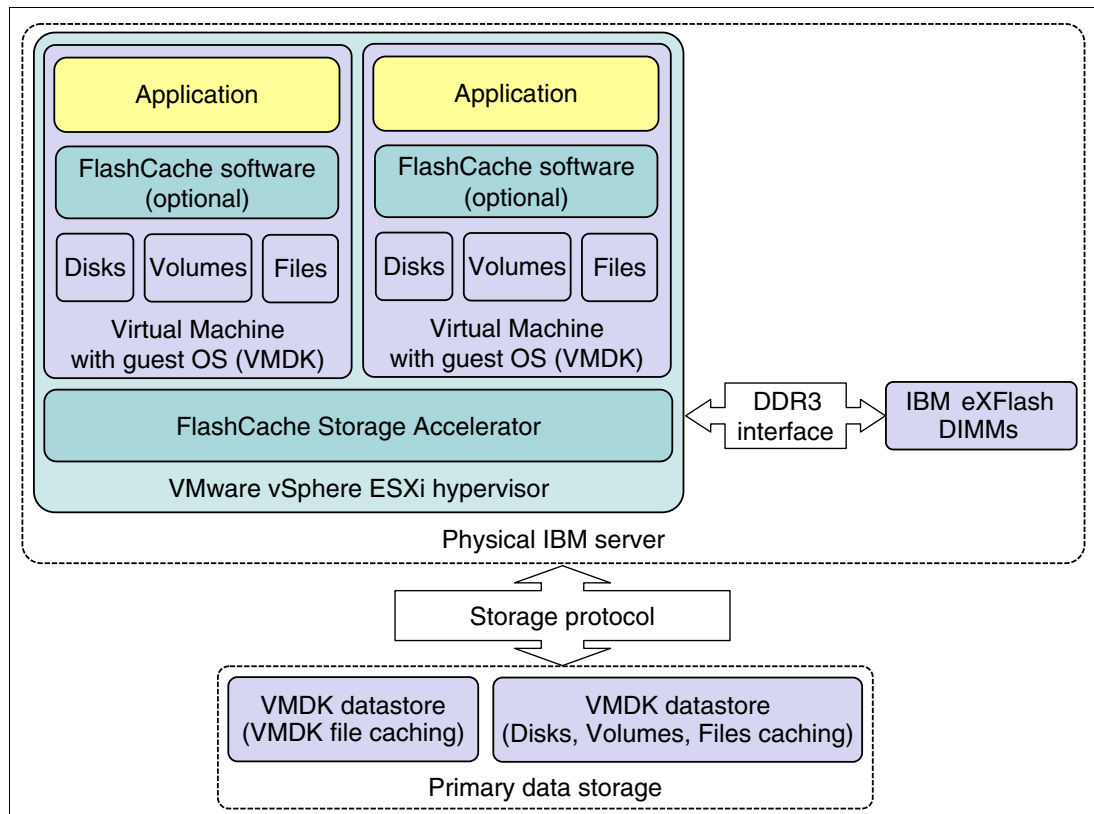 Application
FlashCache software
(optional)
Disks
Volumes
Files
Virtual Machine
with guest OS (VMDK)
Application
FlashCache software
(optional)
Disks
Volumes
Files
Virtual Machine
with guest OS (VMDK)
FlashCache Storage Accelerator
VMware vSphere ESXi hypervisor
DDR3
interface
IBM eXFlash
DIMMs
Physical IBM server
Storage protocol
VMDK datastore
(VMDK file caching)
VMDK datastore
(Disks, Volumes, Files caching)
Primary data storage